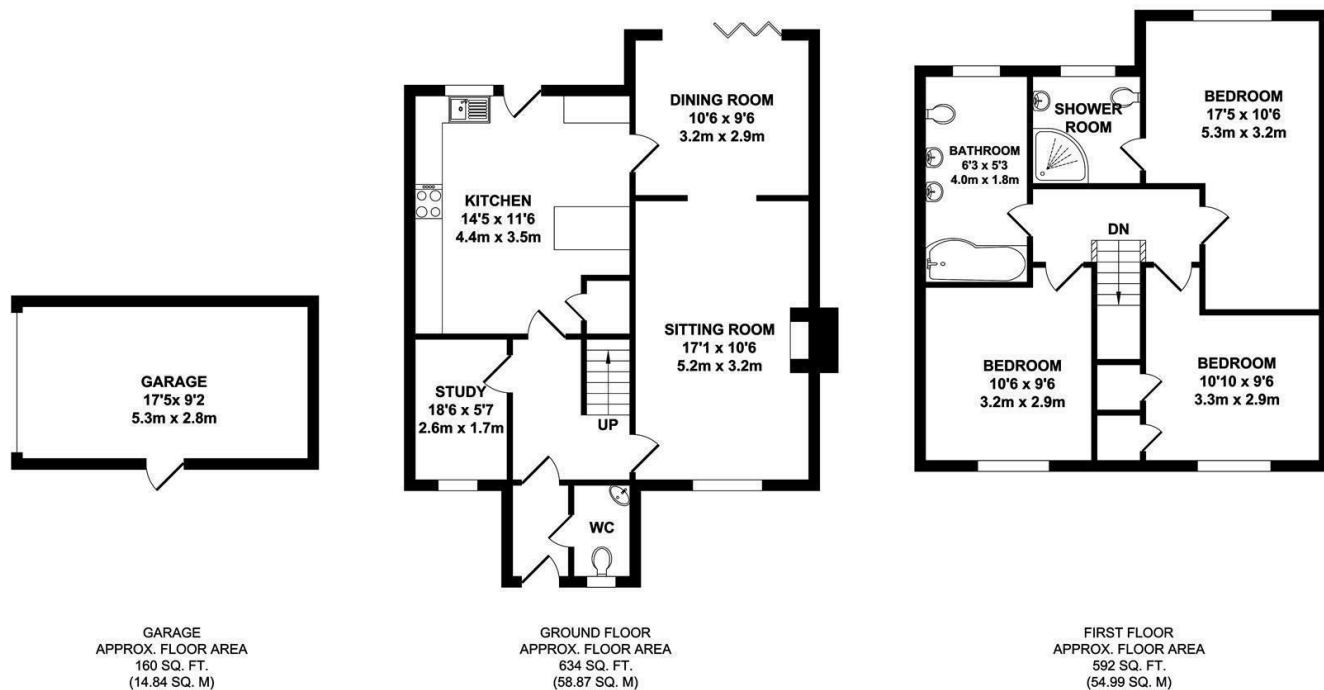 GARAGE
17'5x 9'2
5.3m x 2.8m
GARAGE
APPROX. FLOOR AREA
160 SQ. FT.
(14.84 SQ. M)
DINING ROOM
10'6 x 9'6
3.2m x 2.9m
KITCHEN
14'5 x 11'6
4.4m x 3.5m
SITTING ROOM
17'1 x 10'6
5.2m x 3.2m
STUDY
18'6 x 5'7
2.6m x 1.7m
UP
WC
GROUND FLOOR
APPROX. FLOOR AREA
634 SQ. FT.
(58.87 SQ. M)
SHOWER
ROOM
BEDROOM
17'5 x 10'6
5.3m x 3.2m
BATHROOM
6'3 x 5'3
4.0m x 1.8m
DN
BEDROOM
10'6 x 9'6
3.2m x 2.9m
BEDROOM
10'10 x 9'6
3.3m x 2.9m
FIRST FLOOR
APPROX. FLOOR AREA
592 SQ. FT.
(54.99 SQ. M)